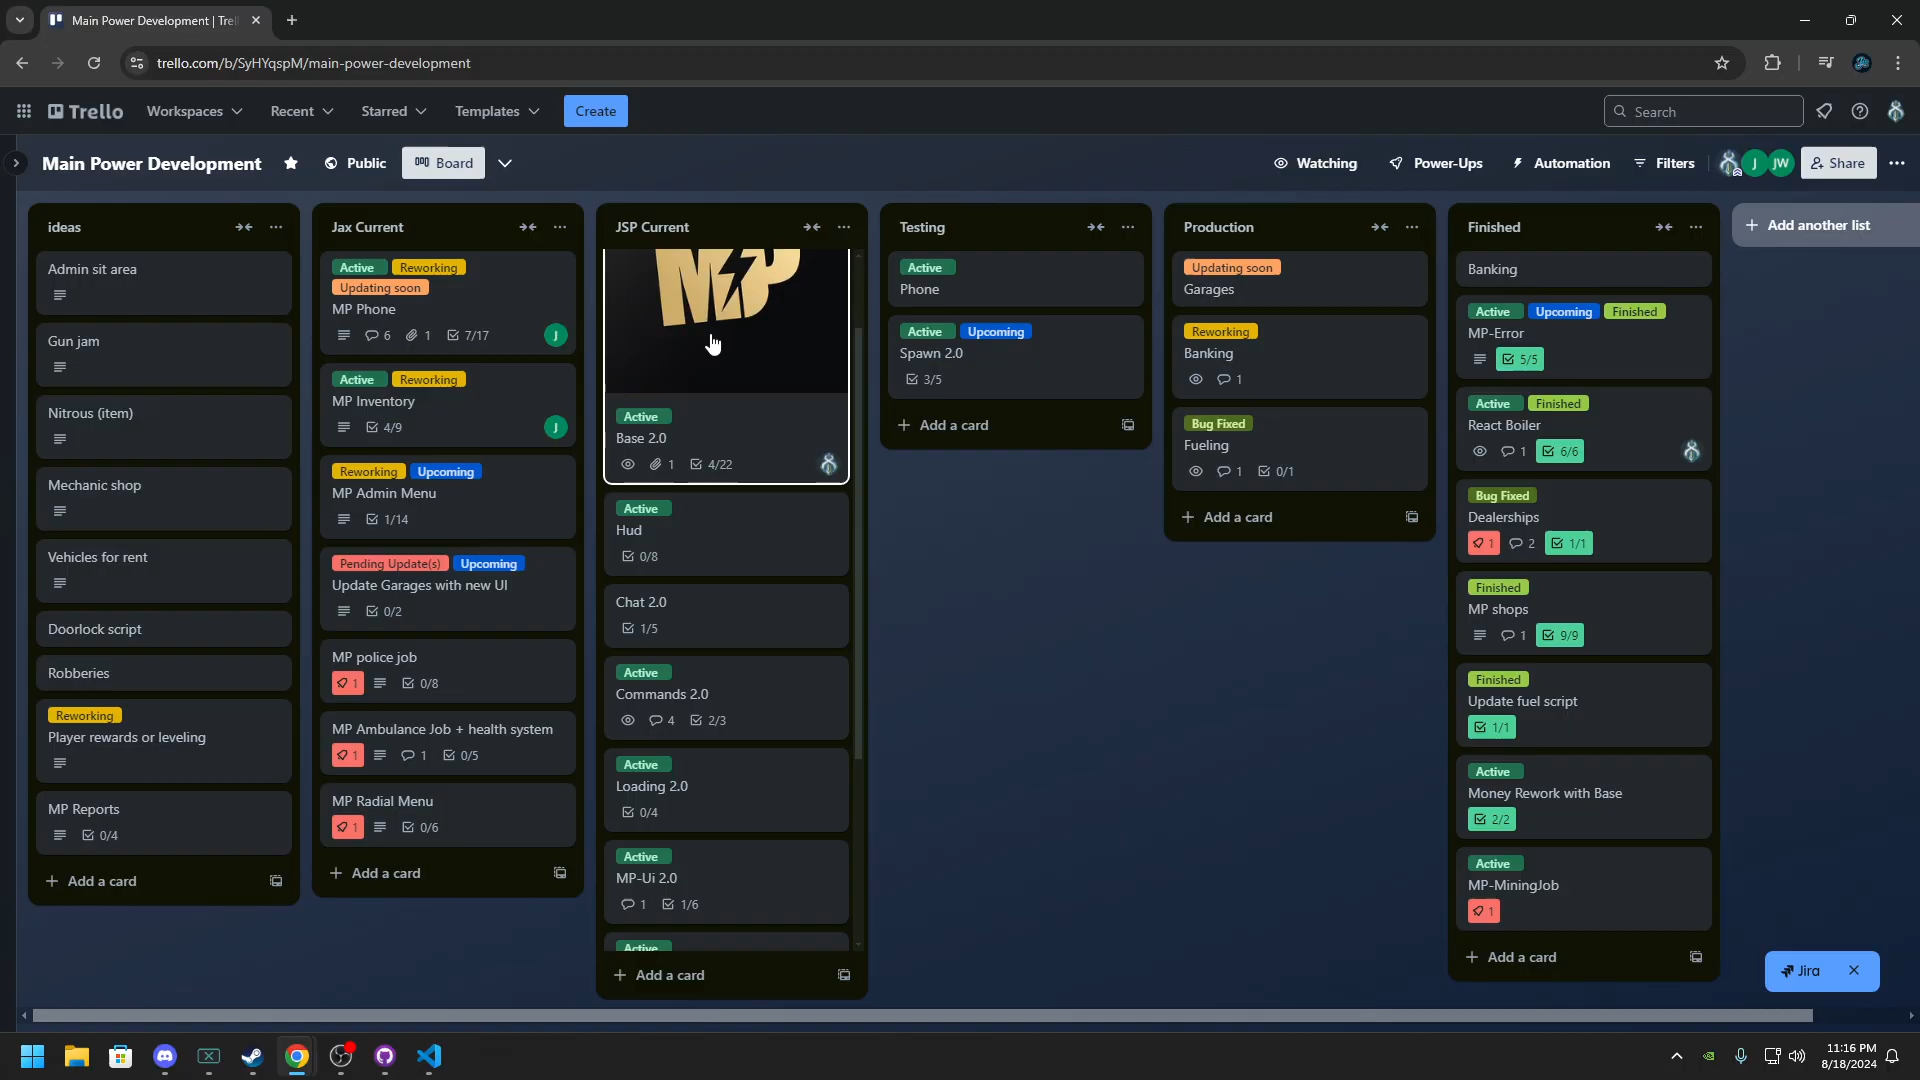 Main Power Development | Trel
trello.com/b/SyHYqspM/main-power-development
Trello
Workspaces
Recent
Starred
Templates
Create
Search
Main Power Development
Public
Board
Watching
Power-Ups
Automation
Filters
J
JW
Share
ideas
Admin sit area
Gun jam
Nitrous (item)
Mechanic shop
Vehicles for rent
Doorlock script
Robberies
Reworking
Player rewards or leveling
MP Reports
0/4
Add a card
Jax Current
Active Reworking
Updating soon
MP Phone
6 1 7/17 J
Active Reworking
MP Inventory
4/9 J
Reworking Upcoming
MP Admin Menu
1/14
Pending Update(s) Upcoming
Update Garages with new UI
0/2
MP police job
1 0/8
MP Ambulance Job + health system
1 1 0/5
MP Radial Menu
1 0/6
Add a card
JSP Current
MP
Active
Base 2.0
1 4/22
Active
Hud
0/8
Chat 2.0
1/5
Active
Commands 2.0
4 2/3
Active
Loading 2.0
0/4
Active
MP-Ui 2.0
1 1/6
Active
Add a card
Testing
Active
Phone
Active Upcoming
Spawn 2.0
3/5
Add a card
Production
Updating soon
Garages
Reworking
Banking
1
Bug Fixed
Fueling
1 0/1
Add a card
Finished
Banking
Active Upcoming Finished
MP-Error
5/5
Active Finished
React Boiler
1 6/6
Bug Fixed
Dealerships
1 2 1/1
Finished
MP shops
1 9/9
Finished
Update fuel script
1/1
Active
Money Rework with Base
2/2
Active
MP-MiningJob
1
Add a card
Add another list
Jira
11:16 PM
8/18/2024